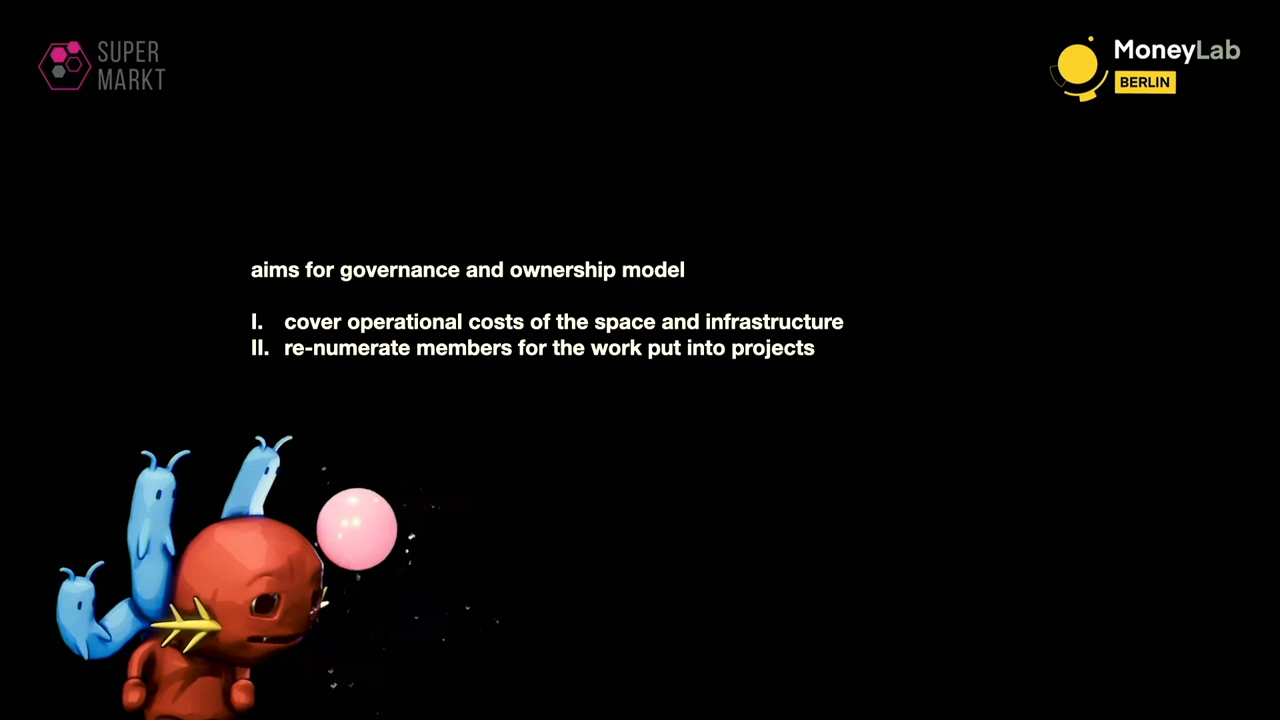 SUPER
MARKT
MoneyLab
BERLIN
aims for governance and ownership model
I. cover operational costs of the space and infrastructure
II. re-numerate members for the work put into projects